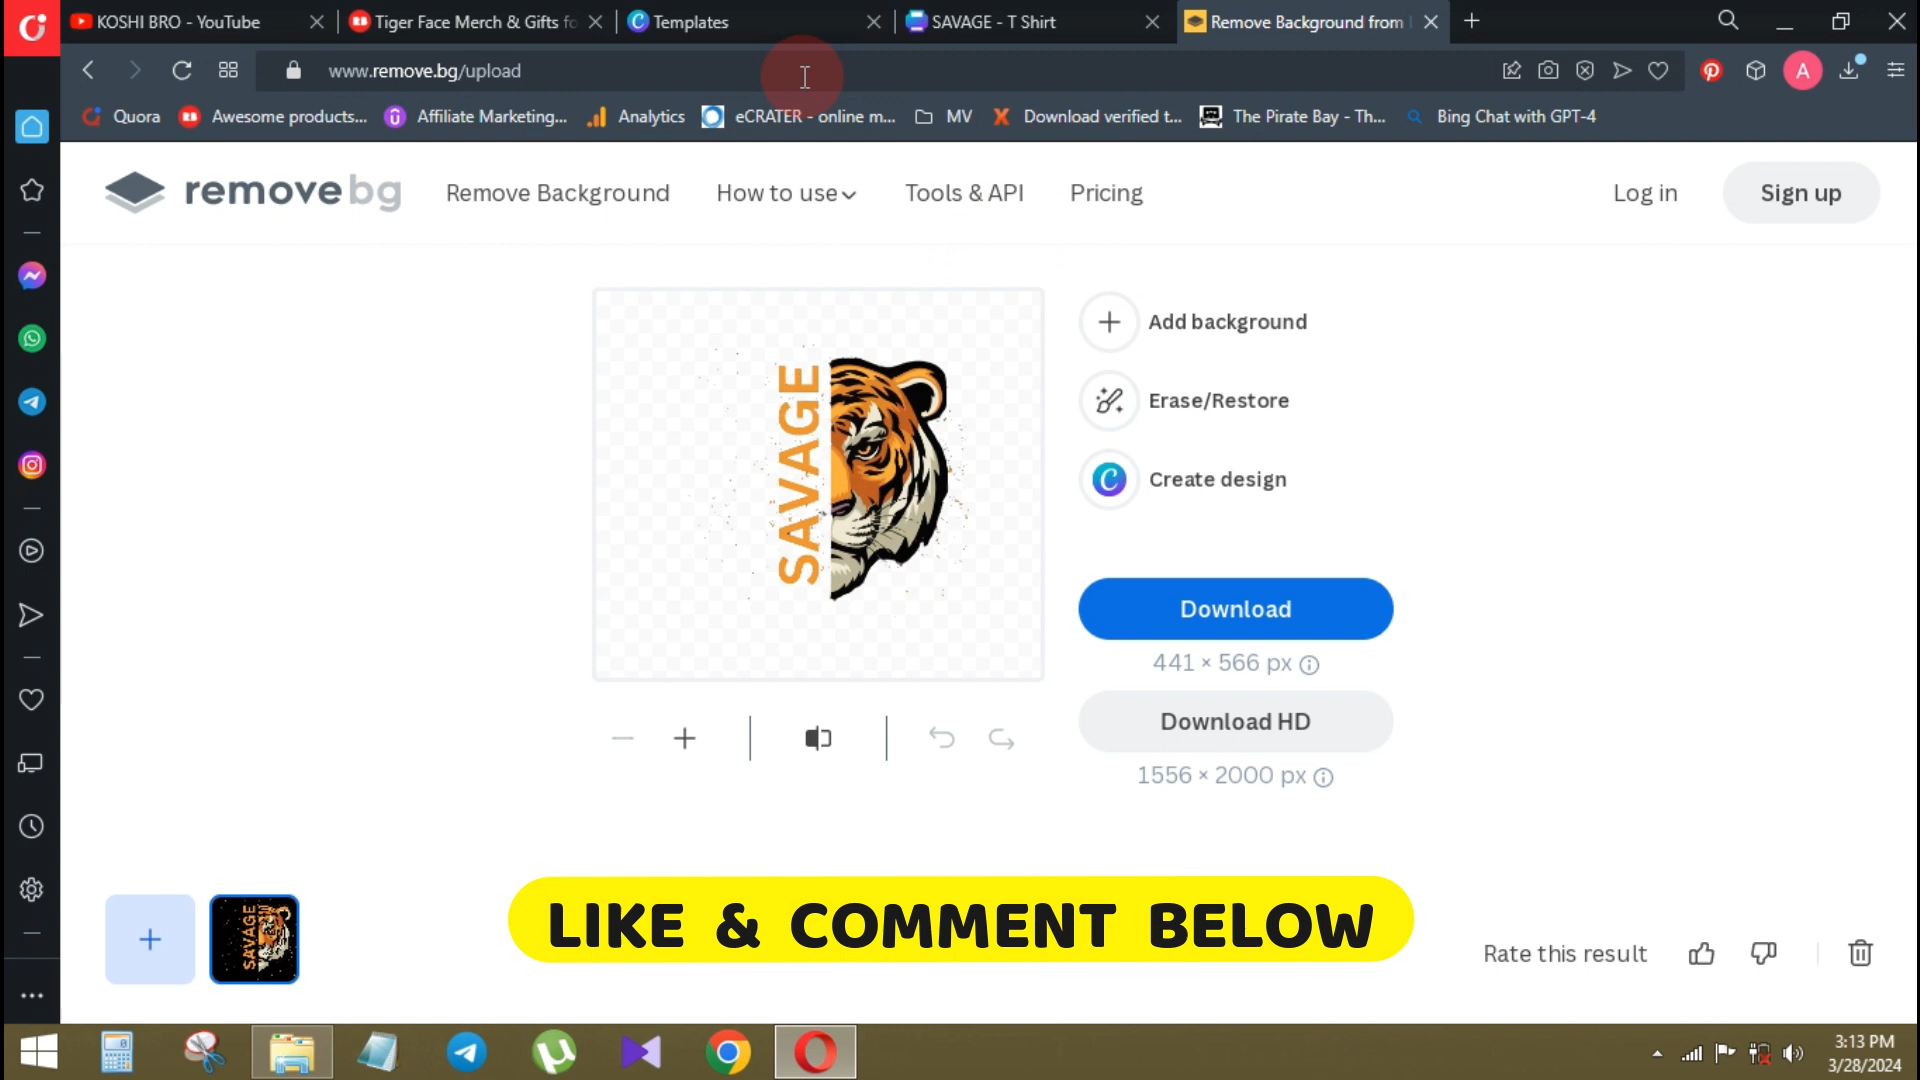 KOSHI BRO - YouTube
Tiger Face Merch & Gifts fo
Templates
SAVAGE - T Shirt
Remove Background from
www.remove.bg/upload
A
Quora
Awesome products...
Affiliate Marketing...
Analytics
eCRATER - online m...
MV
Download verified t...
The Pirate Bay - Th...
Bing Chat with GPT-4
removebg
Remove Background
How to use
Tools & API
Pricing
Log in
Sign up
SAVAGE
Add background
Erase/Restore
Create design
Download
441 × 566 px
Download HD
1556 × 2000 px
SAVAGE
LIKE & COMMENT BELOW
Rate this result
3:13 PM
3/28/2024